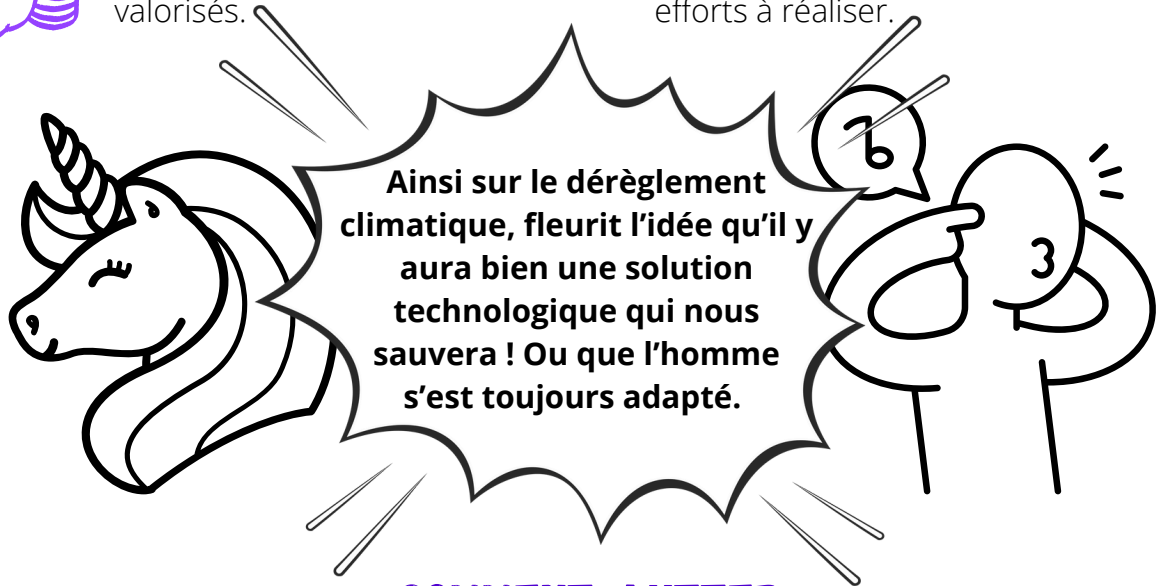 valorisés.
efforts à réaliser.
Ainsi sur le dérèglement
climatique, fleurit l’idée qu’il y
aura bien une solution
technologique qui nous
sauvera ! Ou que l’homme
s’est toujours adapté.